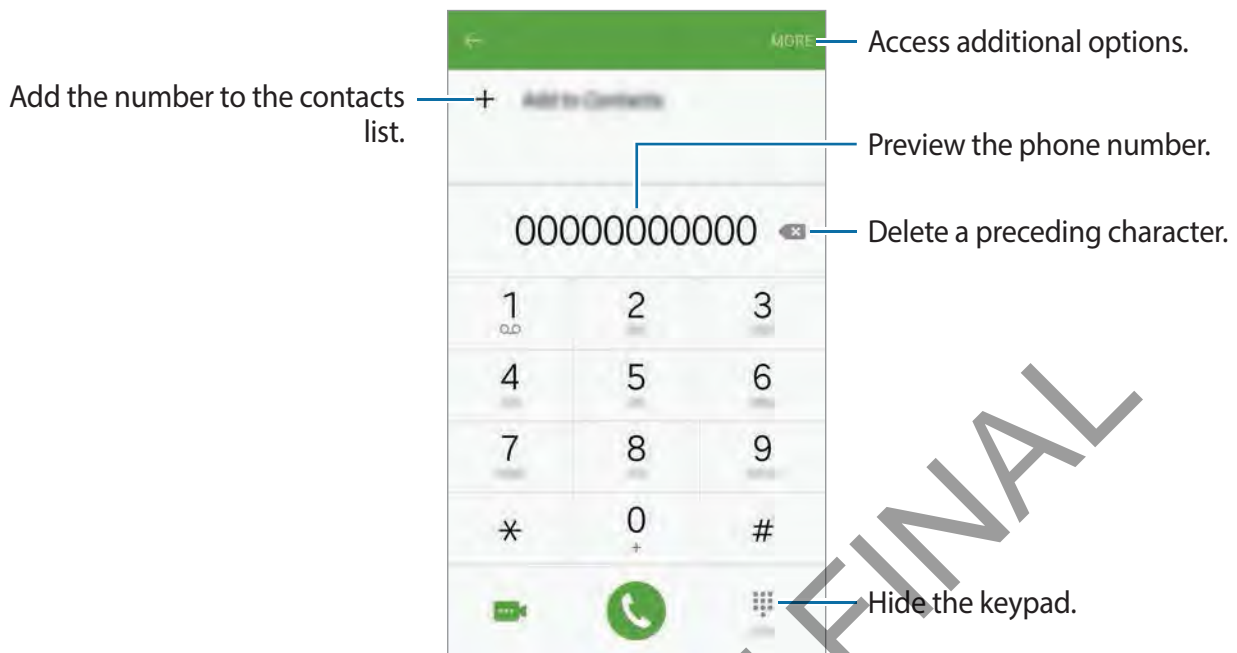 MORE
Access additional options.
Add the number to the contacts
list.
Add to Contacts
Preview the phone number.
00000000000
Delete a preceding character.
1 2 3
4 5 6
7 8 9
* 0 #
+
Hide the keypad.
FINAL